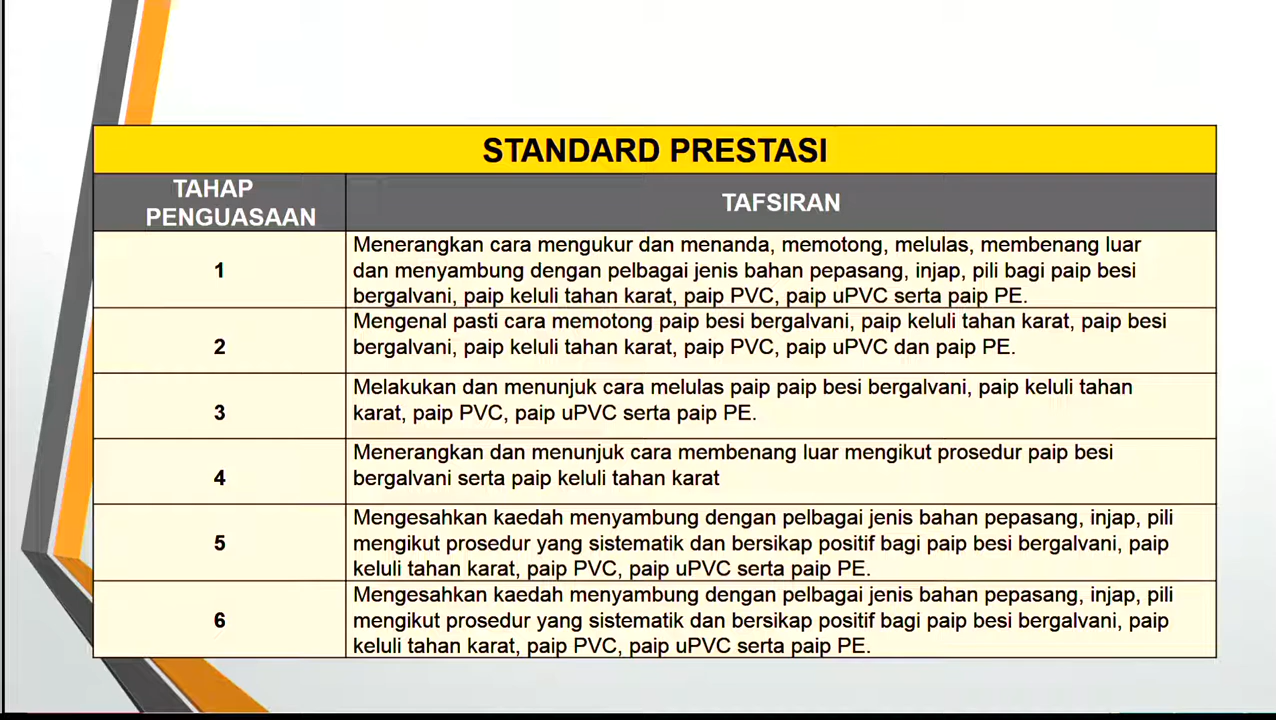 STANDARD PRESTASI
TAHAP
PENGUASAAN
TAFSIRAN
1
Menerangkan cara mengukur dan menanda, memotong, melulas, membenang luar
dan menyambung dengan pelbagai jenis bahan pepasang, injap, pili bagi paip besi
bergalvani, paip keluli tahan karat, paip PVC, paip uPVC serta paip PE.
2
Mengenal pasti cara memotong paip besi bergalvani, paip keluli tahan karat, paip besi
bergalvani, paip keluli tahan karat, paip PVC, paip uPVC dan paip PE.
3
Melakukan dan menunjuk cara melulas paip paip besi bergalvani, paip keluli tahan
karat, paip PVC, paip uPVC serta paip PE.
4
Menerangkan dan menunjuk cara membenang luar mengikut prosedur paip besi
bergalvani serta paip keluli tahan karat
5
Mengesahkan kaedah menyambung dengan pelbagai jenis bahan pepasang, injap, pili
mengikut prosedur yang sistematik dan bersikap positif bagi paip besi bergalvani, paip
keluli tahan karat, paip PVC, paip uPVC serta paip PE.
6
Mengesahkan kaedah menyambung dengan pelbagai jenis bahan pepasang, injap, pili
mengikut prosedur yang sistematik dan bersikap positif bagi paip besi bergalvani, paip
keluli tahan karat, paip PVC, paip uPVC serta paip PE.